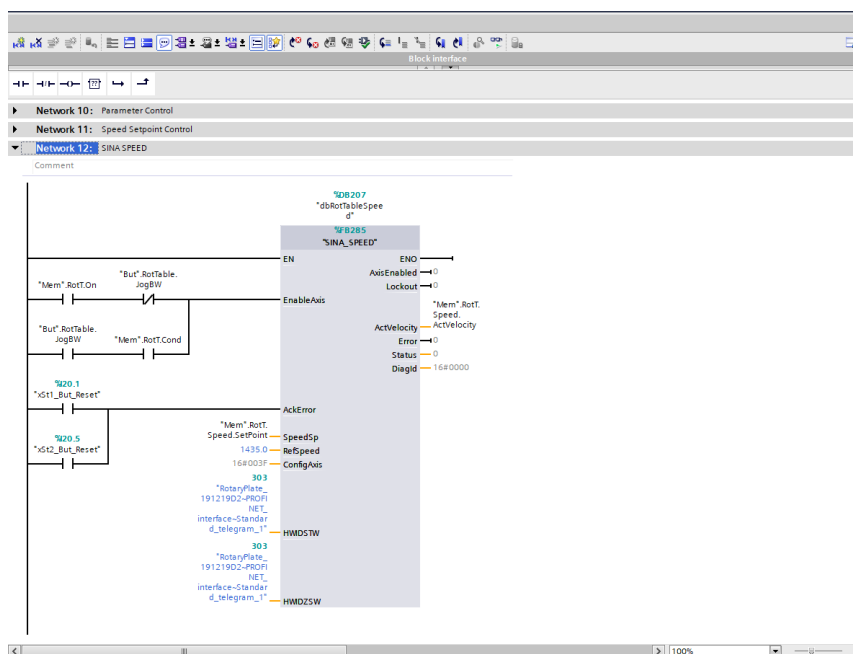 Block interface
Network 10: Parameter Control
Network 11: Speed Setpoint Control
Network 12: SINA SPEED
Comment
%DB207
"dbRotTableSpee
d"
%FB285
"SINA_SPEED"
EN
ENO
AxisEnabled
0
Lockout
0
"But".RotTable.
JogBW
"Mem".RotT.On
EnableAxis
"Mem".RotT.
Speed.
ActVelocity
ActVelocity
"But".RotTable.
JogBW
"Mem".RotT.Cond
Error
0
Status
0
DiagId
16#0000
%I20.1
"xSt1_But_Reset"
AckError
"Mem".RotT.
Speed.SetPoint
SpeedSp
%I20.5
"xSt2_But_Reset"
1435.0
RefSpeed
16#003F
ConfigAxis
303
"RotaryPlate_
191219D2~PROFI
NET_
interface~Standar
d_telegram_1"
HWIDSTW
303
"RotaryPlate_
191219D2~PROFI
NET_
interface~Standar
d_telegram_1"
HWIDZSW
100%